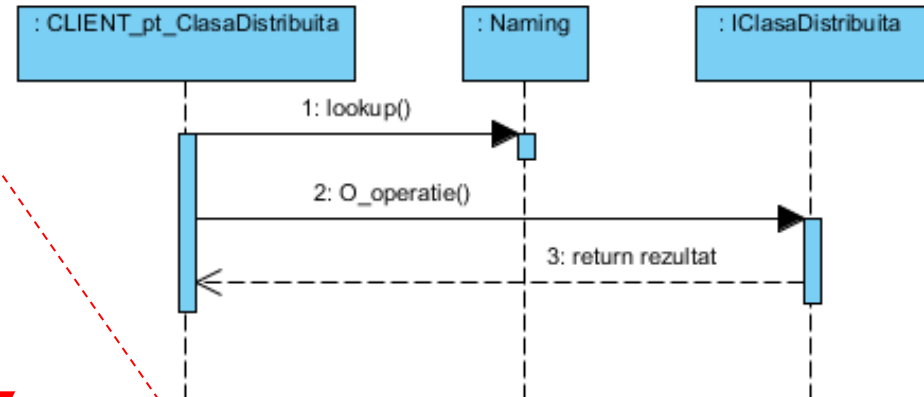 : CLIENT_pt_ClasaDistribuita
: Naming
: IClasaDistribuita
1: lookup()
2: O_operatie()
3: return rezultat